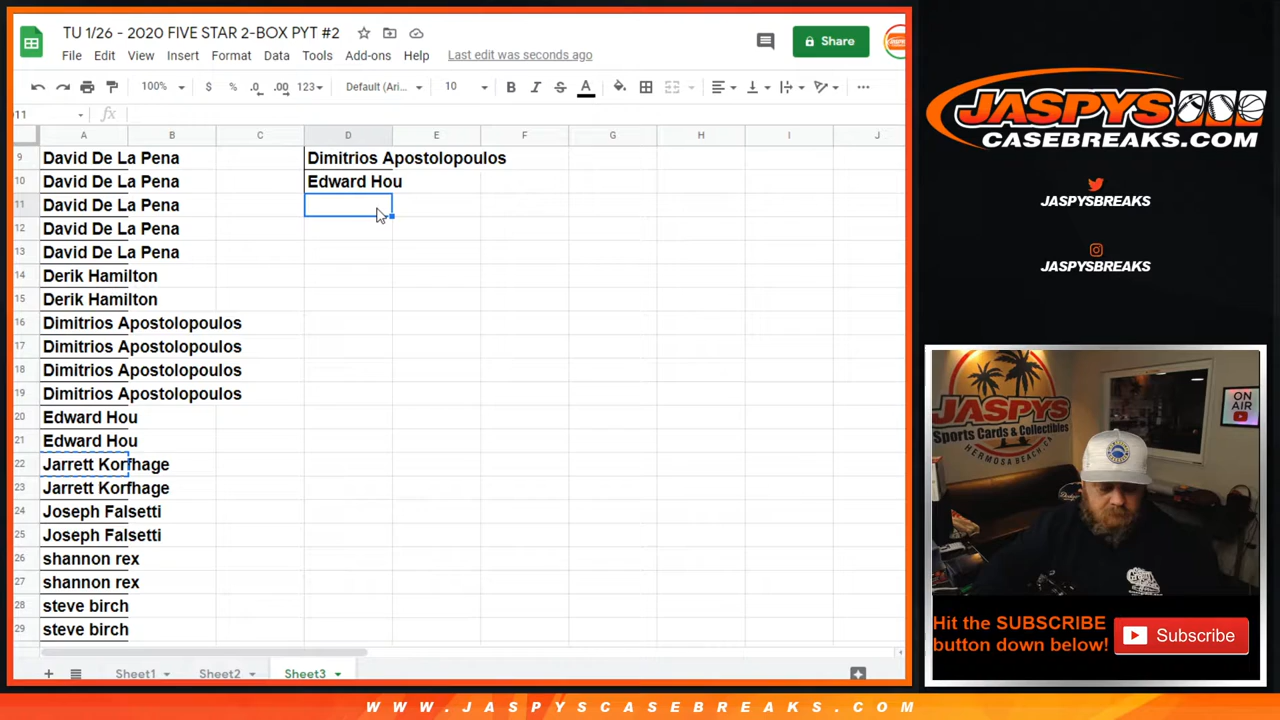 TU 1/26 - 2020 FIVE STAR 2-BOX PYT #2
File Edit View Insert Format Data Tools Add-ons Help Last edit was seconds ago
Share
100% $ % .0 .00 123 Default (Ari... 10 B I S A
011 fx
A B C D E F G H I J
9 David De La Pena Dimitrios Apostolopoulos
10 David De La Pena Edward Hou
11 David De La Pena
12 David De La Pena
13 David De La Pena
14 Derik Hamilton
15 Derik Hamilton
16 Dimitrios Apostolopoulos
17 Dimitrios Apostolopoulos
18 Dimitrios Apostolopoulos
19 Dimitrios Apostolopoulos
20 Edward Hou
21 Edward Hou
22 Jarrett Korfhage
23 Jarrett Korfhage
24 Joseph Falsetti
25 Joseph Falsetti
26 shannon rex
27 shannon rex
28 steve birch
29 steve birch
Sheet1 Sheet2 Sheet3
JASPYS
CASEBREAKS.COM
JASPYSBREAKS
JASPYSBREAKS
JASPYS
Sports Cards & Collectibles
HERMOSA BEACH, CA
ON
AIR
Hit the SUBSCRIBE
button down below!
Subscribe
WWW.JASPYSCASEBREAKS.COM